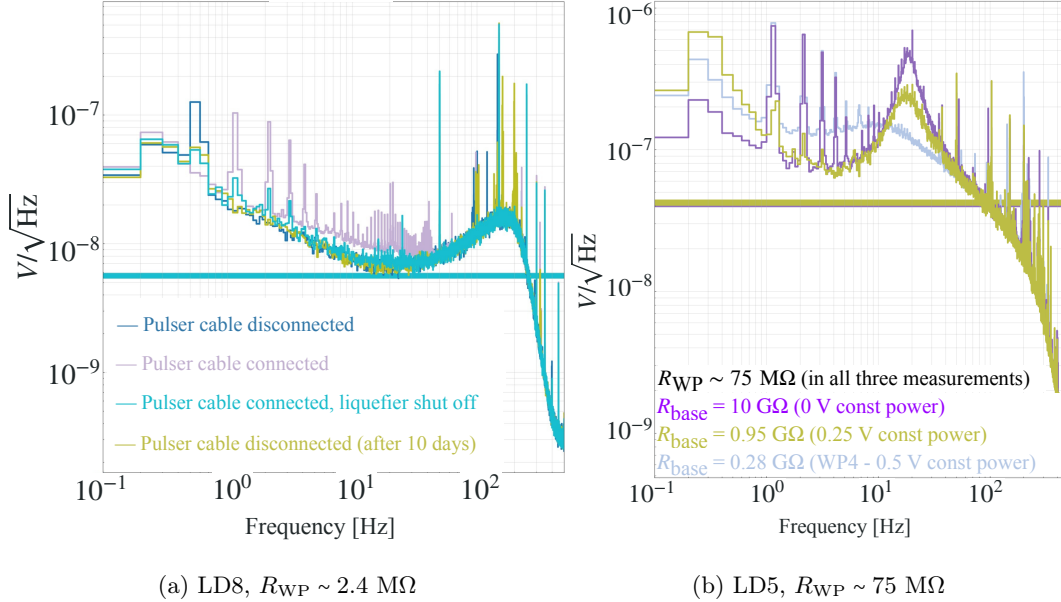 10⁻⁷
10⁻⁸
10⁻⁹
V/√Hz
— Pulser cable disconnected
— Pulser cable connected
— Pulser cable connected, liquefier shut off
— Pulser cable disconnected (after 10 days)
10⁻¹ 10⁰ 10¹ 10²
Frequency [Hz]
(a) LD8, R_WP ~ 2.4 MΩ
10⁻⁶
10⁻⁷
10⁻⁸
10⁻⁹
V/√Hz
R_WP ~ 75 MΩ (in all three measurements)
R_base = 10 GΩ (0 V const power)
R_base = 0.95 GΩ (0.25 V const power)
R_base = 0.28 GΩ (WP4 - 0.5 V const power)
10⁻¹ 10⁰ 10¹ 10²
Frequency [Hz]
(b) LD5, R_WP ~ 75 MΩ